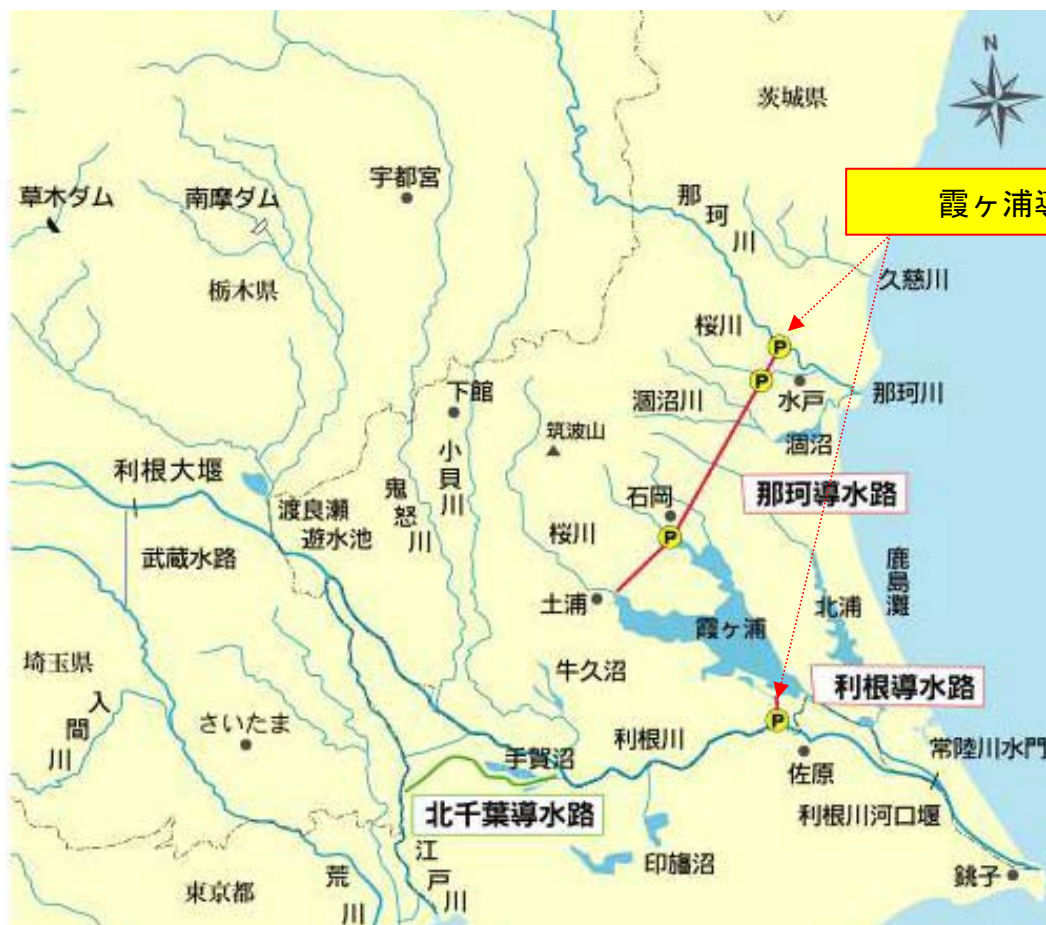 N
茨城県
霞ヶ浦導
草木ダム
南摩ダム
宇都宮
那珂川
久慈川
栃木県
桜川
水戸
那珂川
下館
涸沼川
涸沼
筑波山
小貝川
利根大堰
鬼怒川
石岡
那珂導水路
渡良瀬
遊水池
桜川
武蔵水路
鹿島灘
土浦
北浦
霞ヶ浦
埼玉県
牛久沼
利根導水路
入間川
さいたま
手賀沼
利根川
常陸川水門
佐原
北千葉導水路
利根川河口堰
江戸川
印旛沼
銚子
東京都
荒川
P
P
P
P